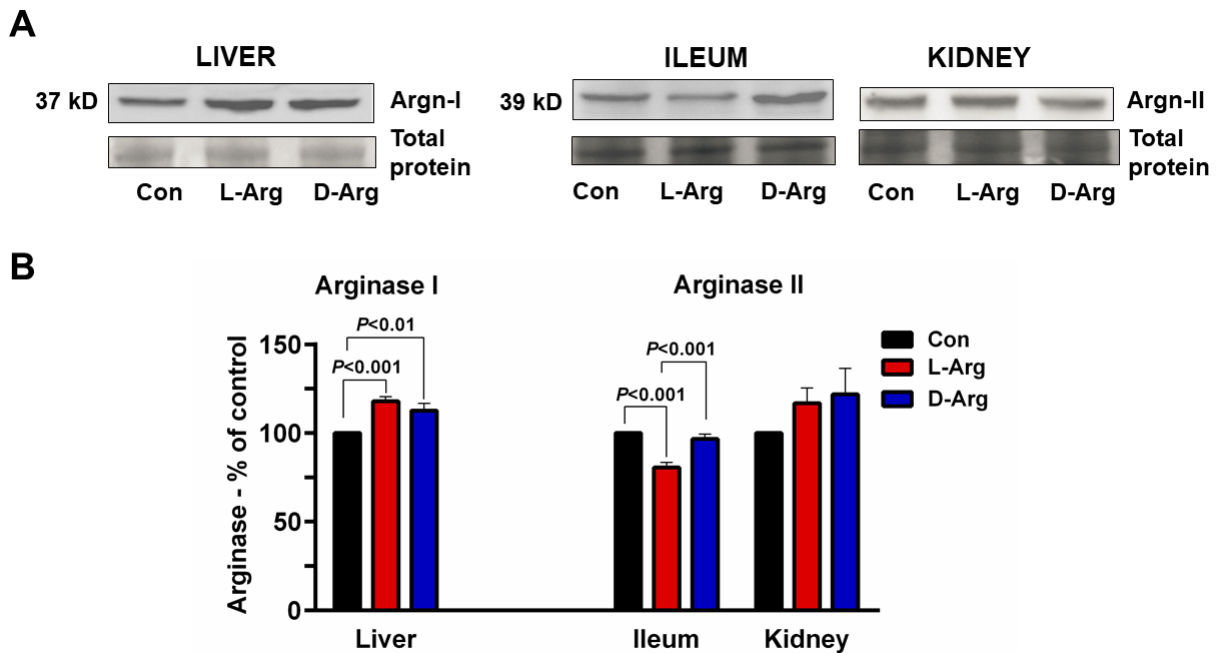 A
LIVER
ILEUM
KIDNEY
37 kD
Argn-I
39 kD
Argn-II
Total
protein
Total
protein
Con
L-Arg
D-Arg
Con
L-Arg
D-Arg
Con
L-Arg
D-Arg
B
Arginase I
Arginase II
Arginase - % of control
150
100
50
0
P<0.01
P<0.001
P<0.001
P<0.001
Con
L-Arg
D-Arg
Liver
Ileum
Kidney